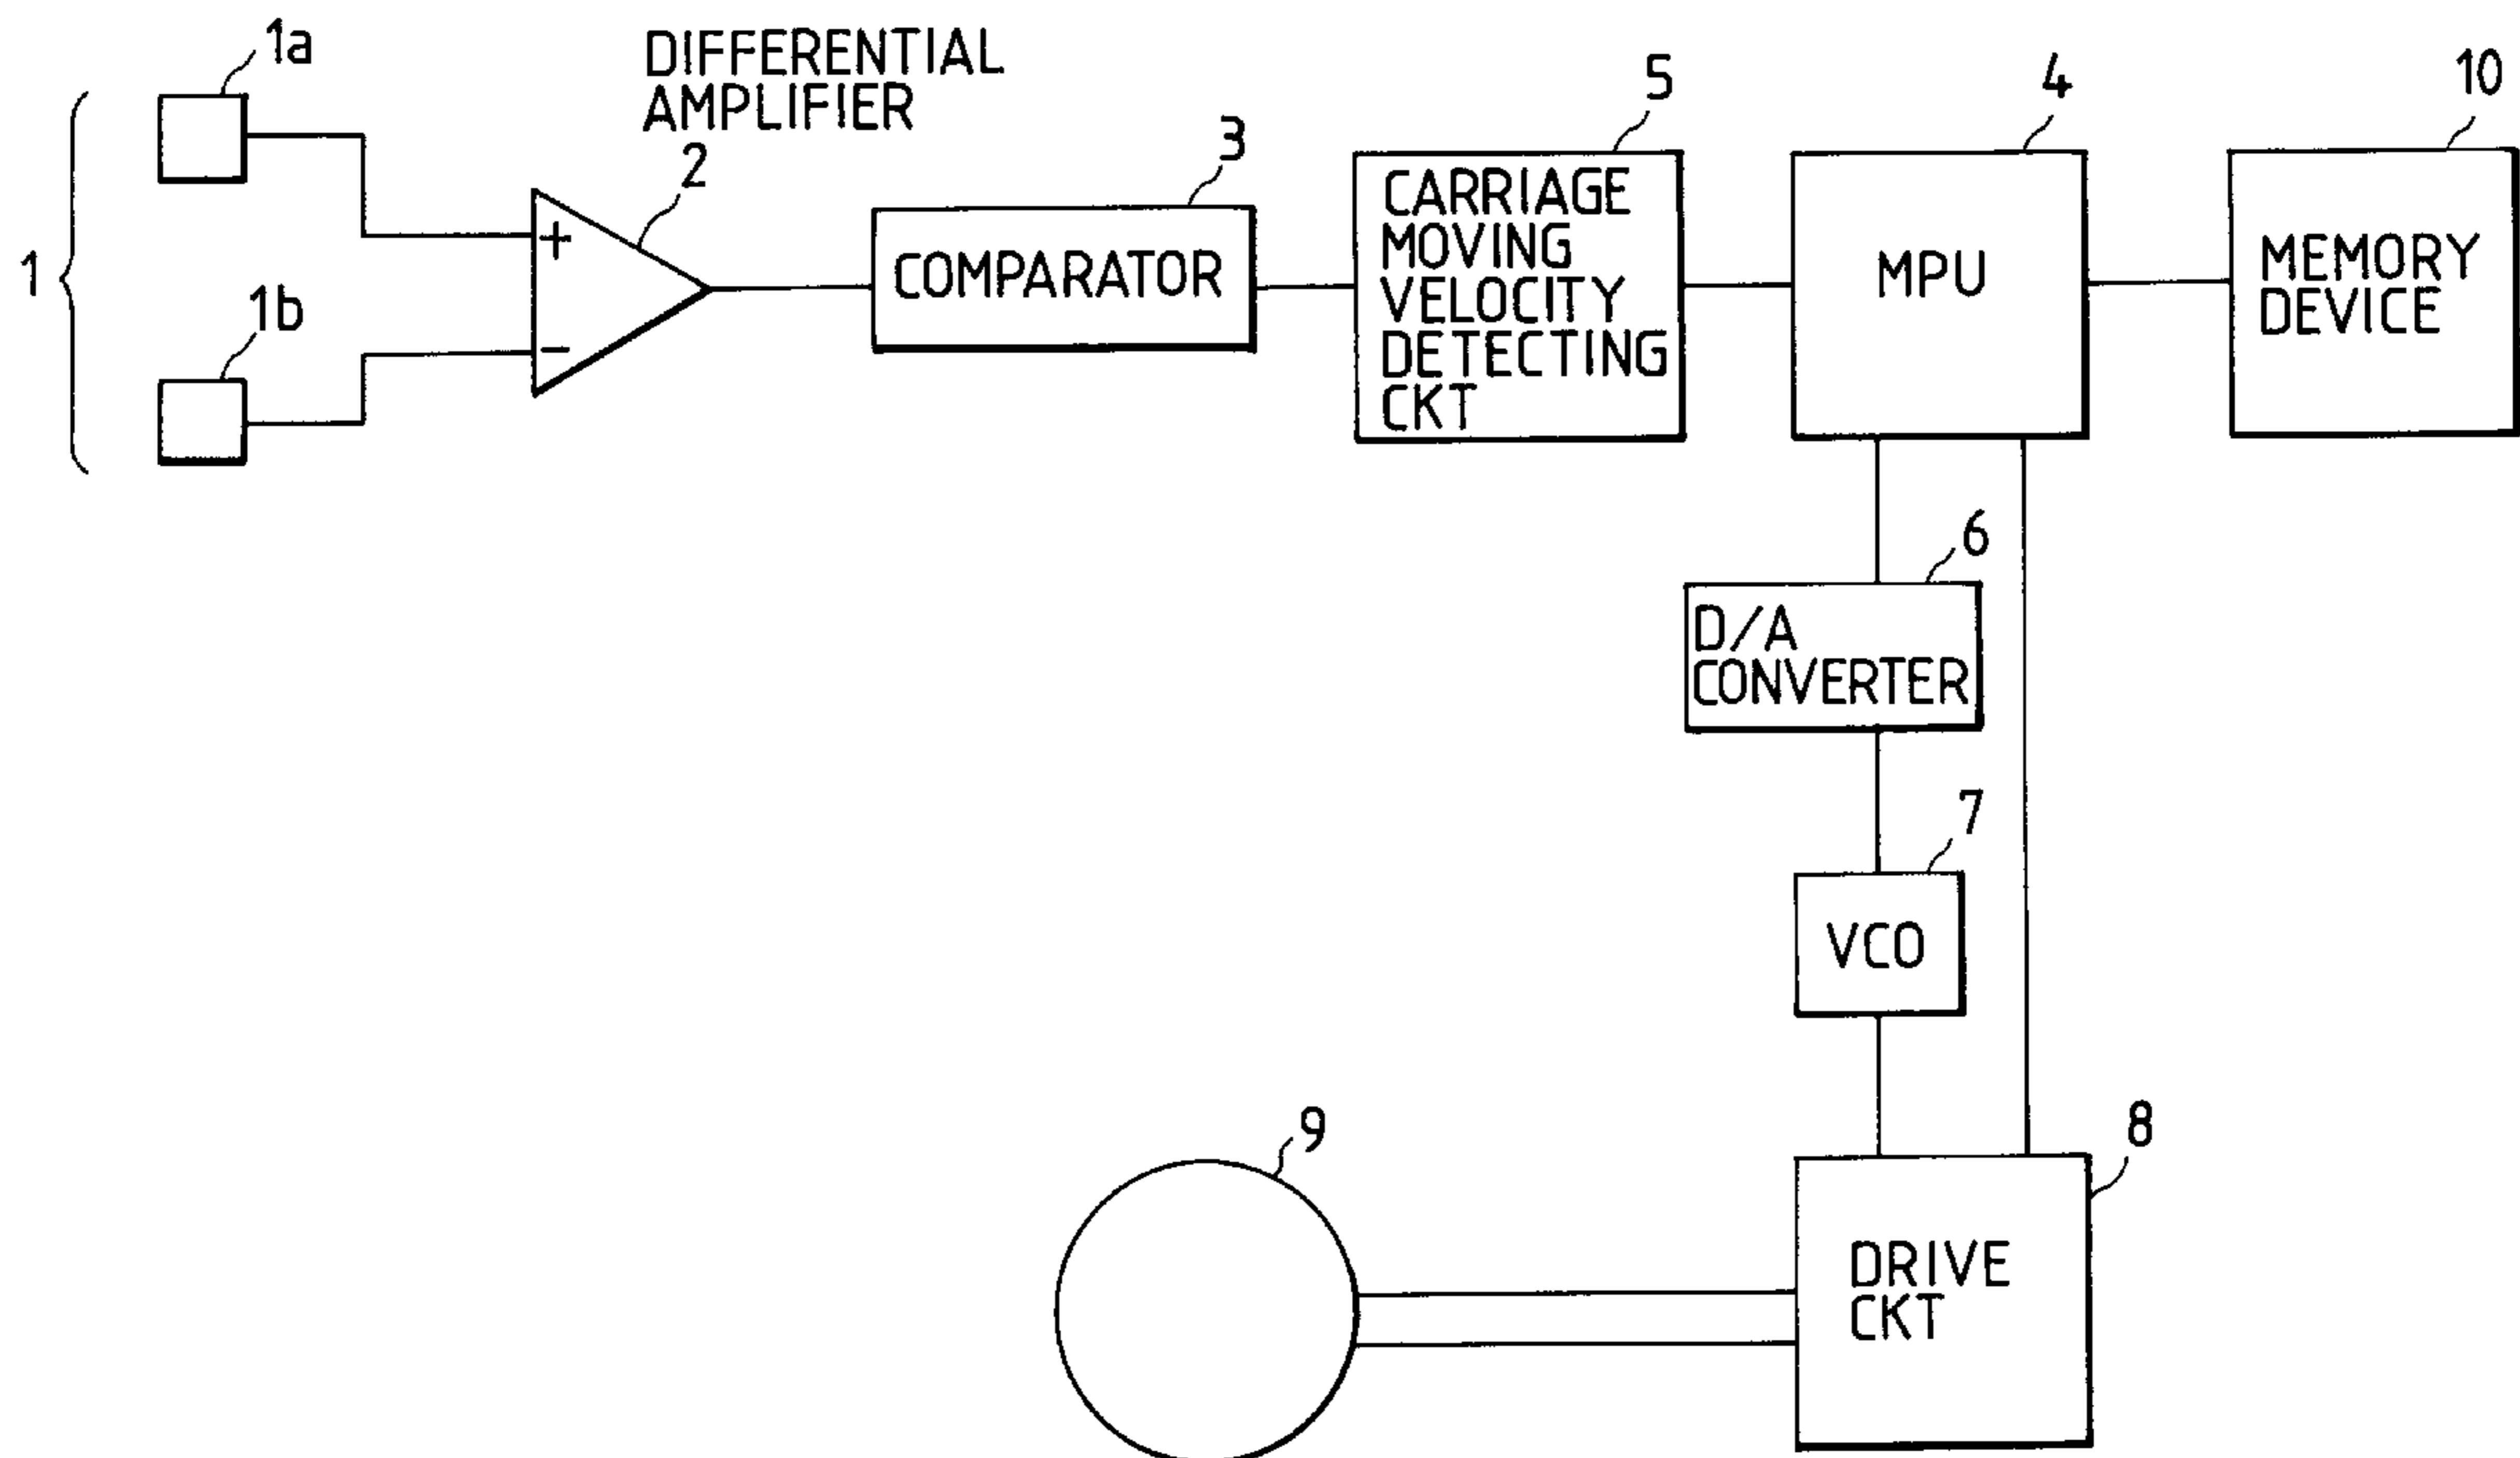 1a
DIFFERENTIAL
AMPLIFIER
2
3
5
4
10
1
1b
+
−
COMPARATOR
CARRIAGE
MOVING
VELOCITY
DETECTING
CKT
MPU
MEMORY
DEVICE
6
D/A
CONVERTER
7
VCO
9
8
DRIVE
CKT